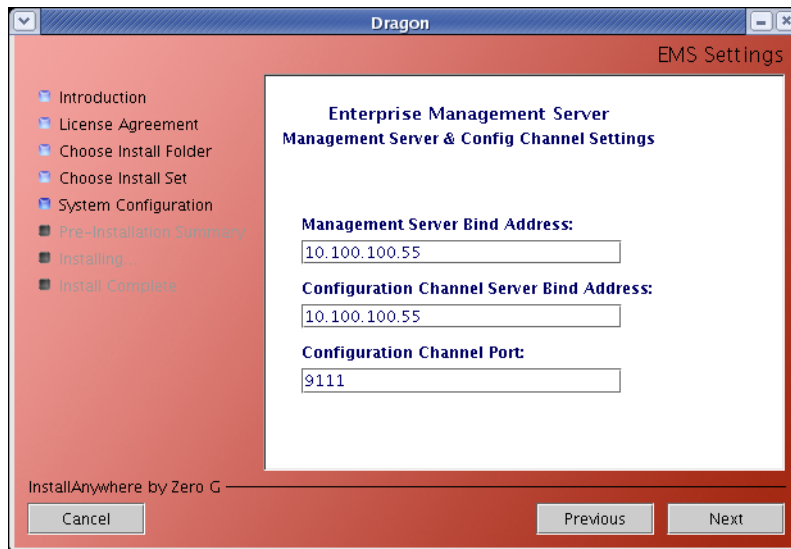 Dragon
EMS Settings
Introduction
License Agreement
Choose Install Folder
Choose Install Set
System Configuration
Pre-Installation Summary
Installing...
Install Complete
Enterprise Management Server
Management Server & Config Channel Settings
Management Server Bind Address:
10.100.100.55
Configuration Channel Server Bind Address:
10.100.100.55
Configuration Channel Port:
9111
InstallAnywhere by Zero G
Cancel
Previous
Next